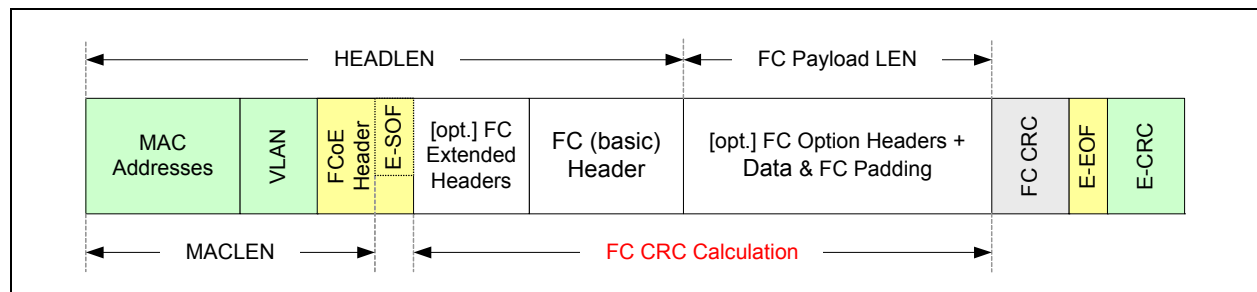 HEADLEN
FC Payload LEN
MAC
Addresses
VLAN
FCoE
Header
E-SOF
[opt.] FC
Extended
Headers
FC (basic)
Header
[opt.] FC Option Headers +
Data & FC Padding
FC CRC
E-EOF
E-CRC
MACLEN
FC CRC Calculation